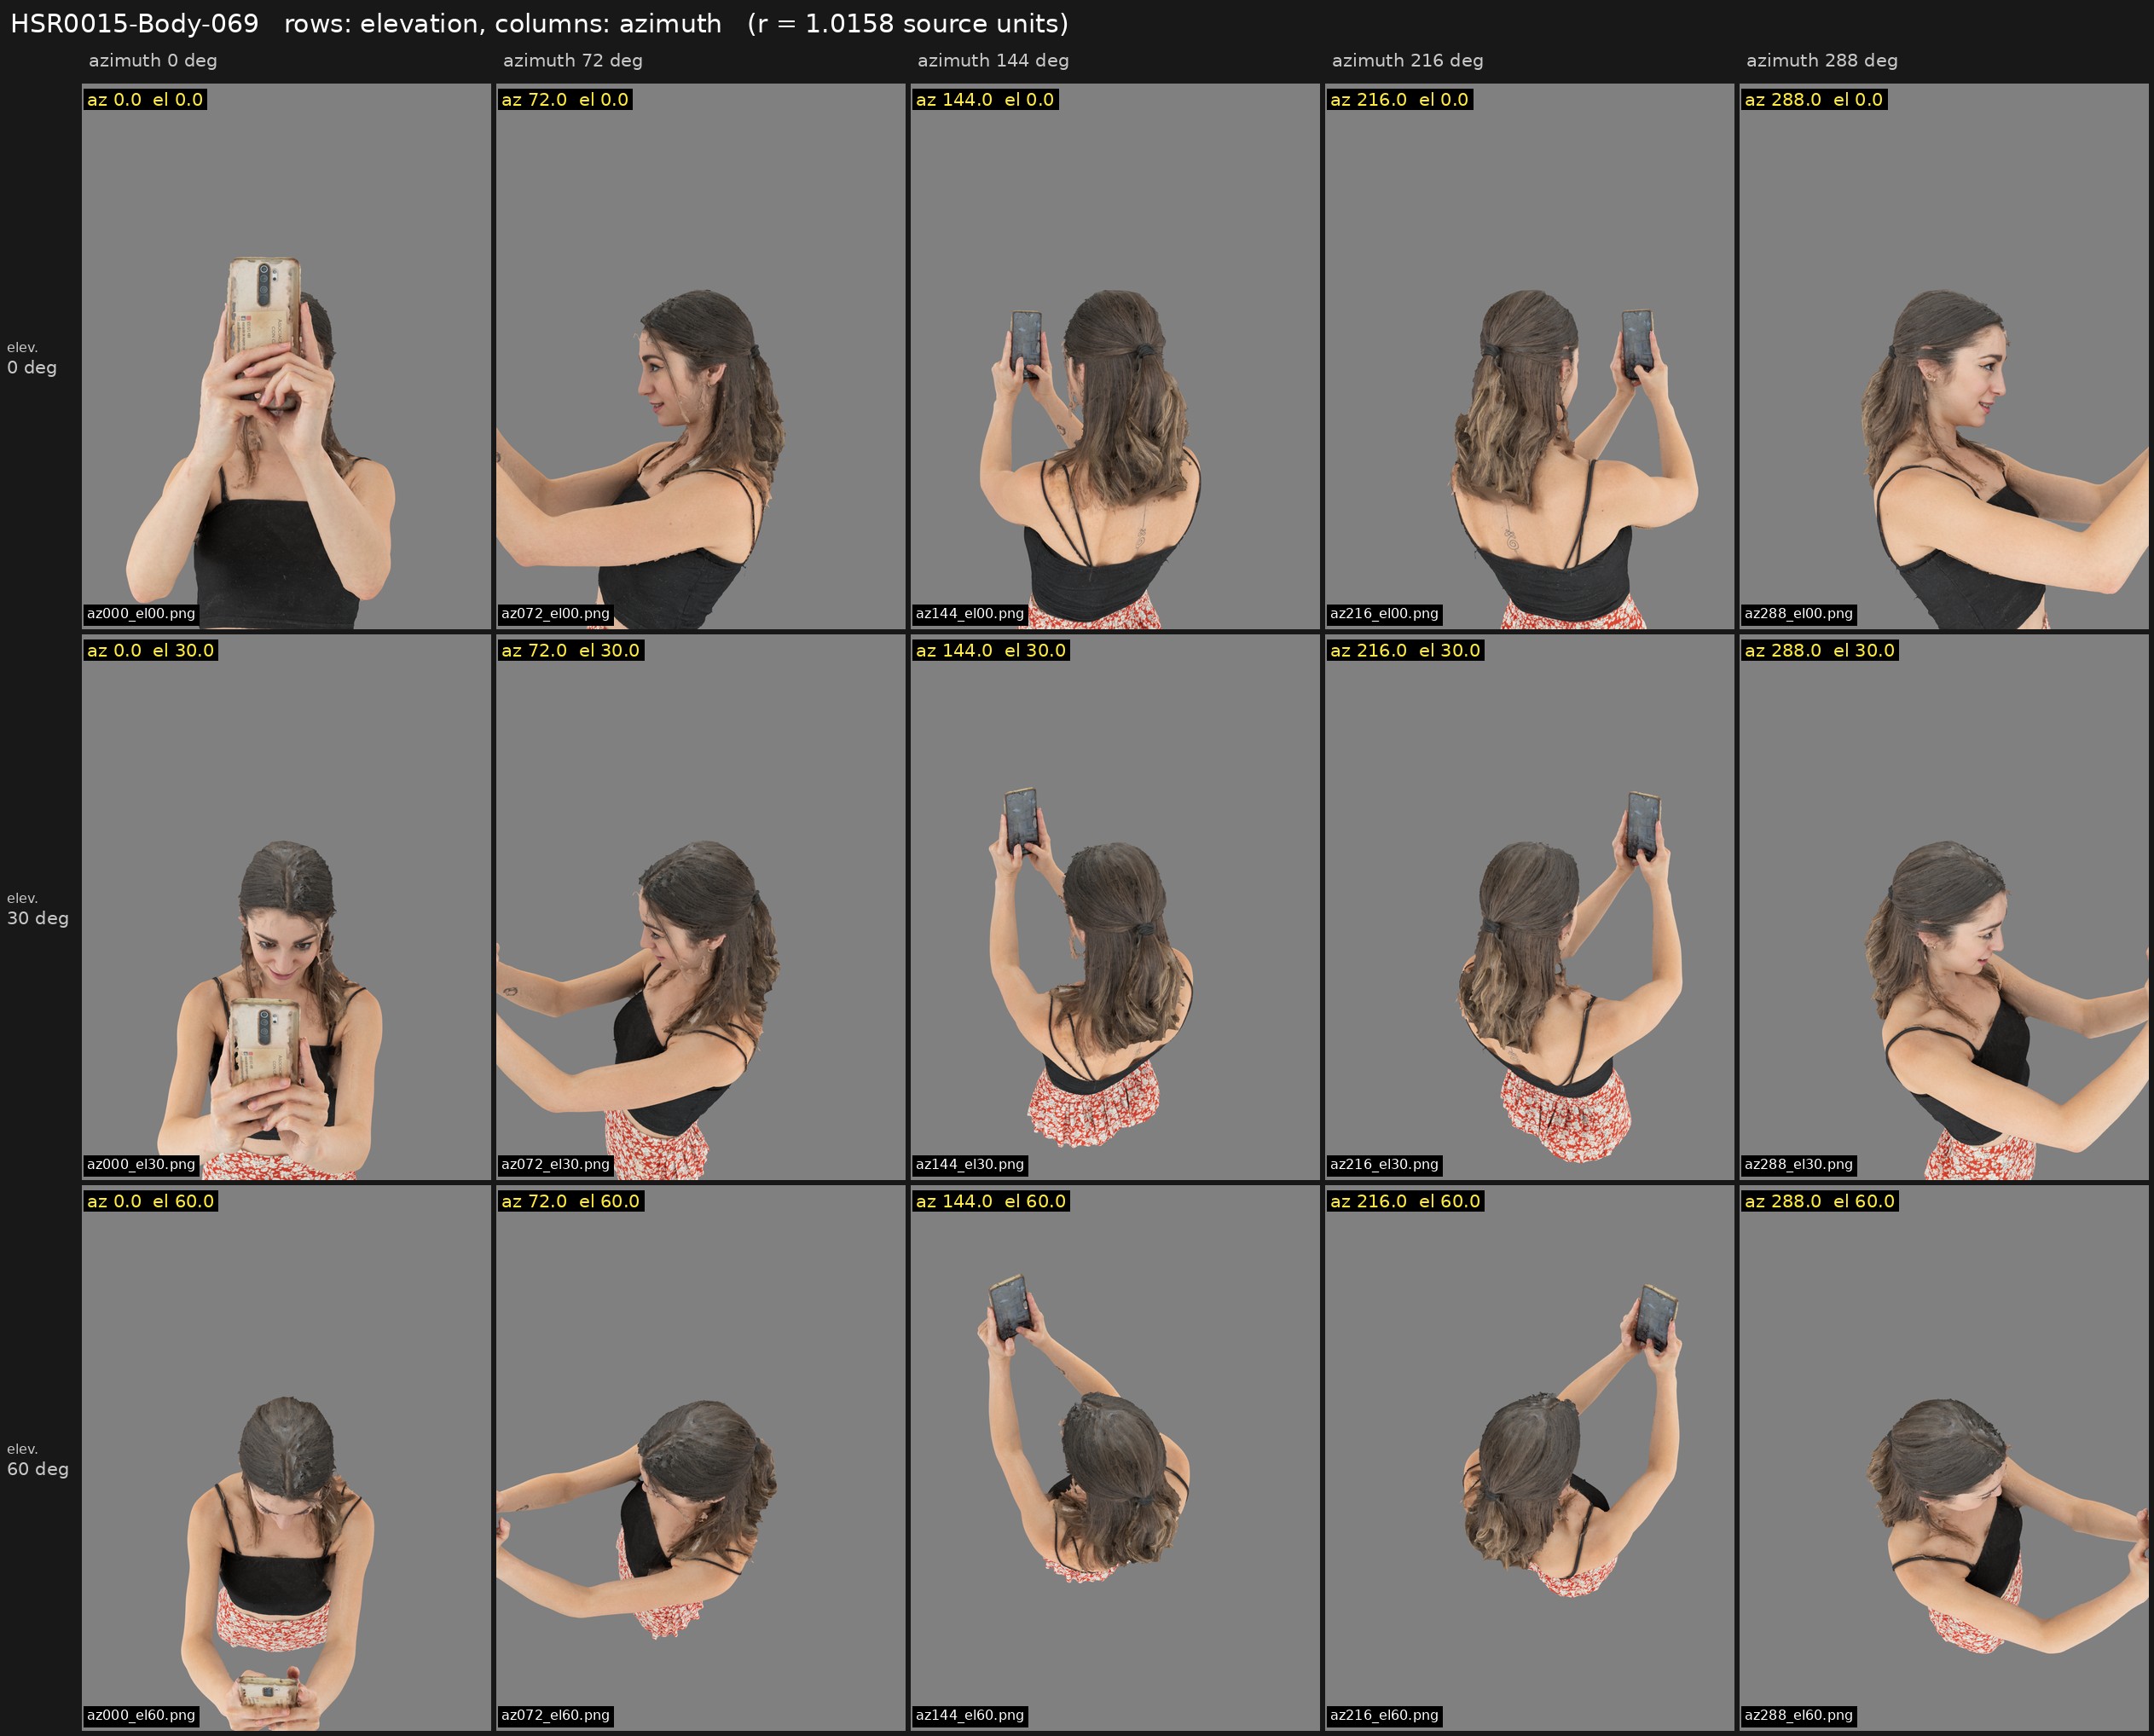 HSR0015-Body-069 rows: elevation, columns: azimuth (r = 1.0158 source units)
azimuth 0 deg azimuth 72 deg azimuth 144 deg azimuth 216 deg azimuth 288 deg
az 0.0 el 0.0 az 72.0 el 0.0 az 144.0 el 0.0 az 216.0 el 0.0 az 288.0 el 0.0
elev.
0 deg
az000_el00.png az072_el00.png az144_el00.png az216_el00.png az288_el00.png
az 0.0 el 30.0 az 72.0 el 30.0 az 144.0 el 30.0 az 216.0 el 30.0 az 288.0 el 30.0
elev.
30 deg
az000_el30.png az072_el30.png az144_el30.png az216_el30.png az288_el30.png
az 0.0 el 60.0 az 72.0 el 60.0 az 144.0 el 60.0 az 216.0 el 60.0 az 288.0 el 60.0
elev.
60 deg
az000_el60.png az072_el60.png az144_el60.png az216_el60.png az288_el60.png